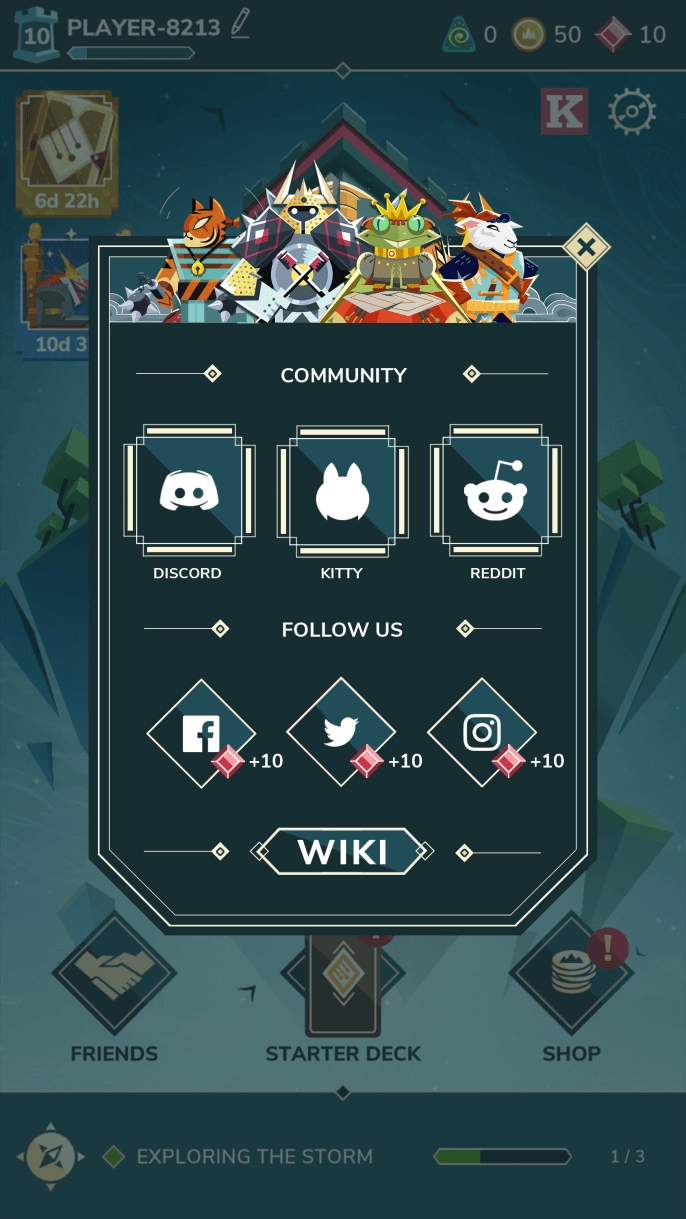 10 PLAYER-8213 0 50 10
K
6d 22h
10d 3
COMMUNITY
DISCORD KITTY REDDIT
FOLLOW US
+10 +10 +10
WIKI
!
FRIENDS STARTER DECK SHOP
EXPLORING THE STORM 1 / 3